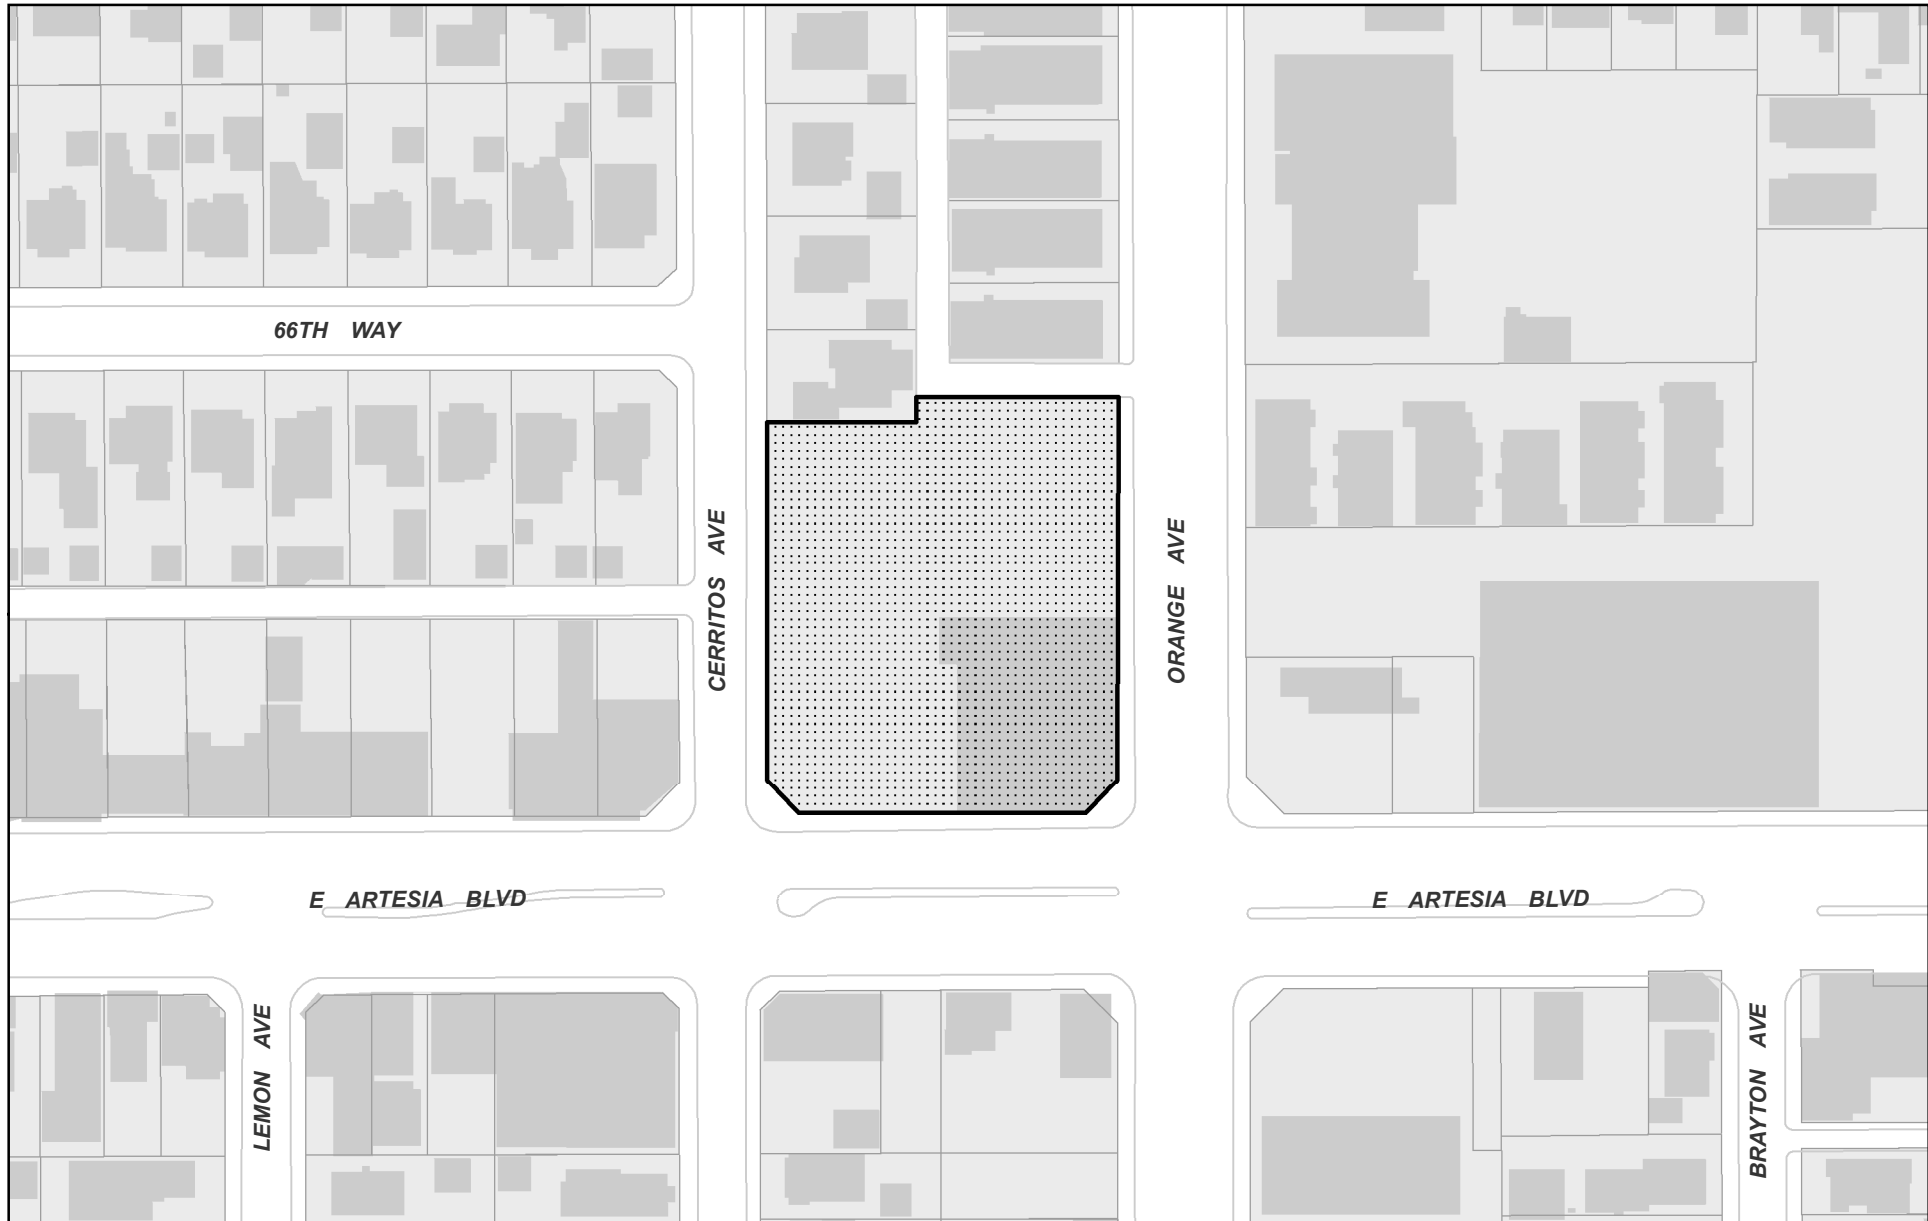 66TH WAY
CERRITOS AVE
ORANGE AVE
E ARTESIA BLVD
E ARTESIA BLVD
LEMON AVE
BRAYTON AVE